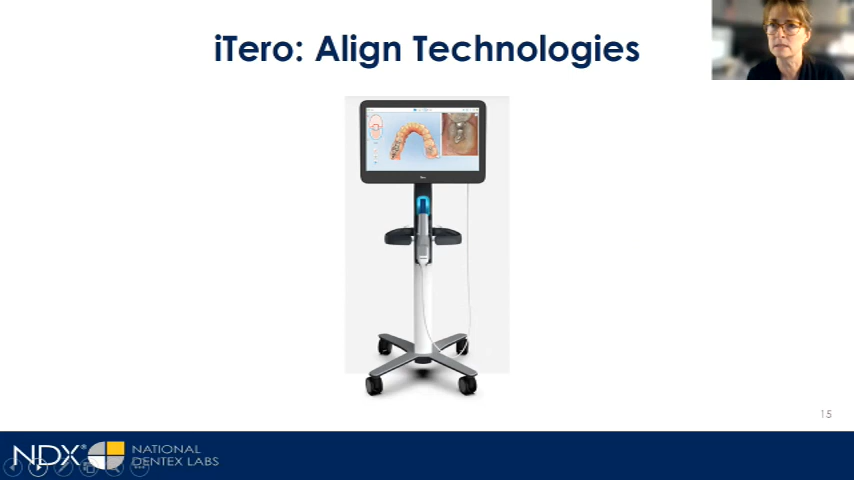 iTero: Align Technologies
15
NDX®
NATIONAL
DENTEX LABS